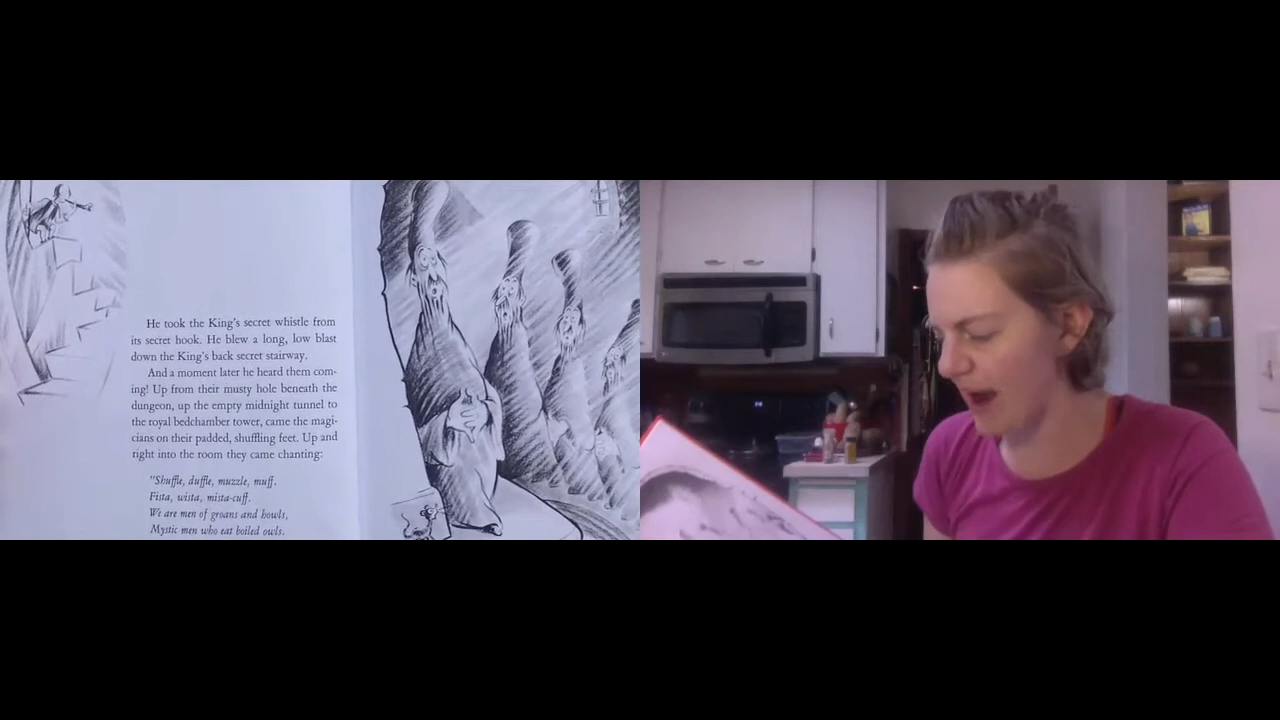 He took the King's secret whistle from
its secret hook. He blew a long, low blast
down the King's back secret stairway.
And a moment later he heard them com-
ing! Up from their musty hole beneath the
dungeon, up the empty midnight tunnel to
the royal bedchamber tower, came the magi-
cians on their padded, shuffling feet. Up and
right into the room they came chanting:
"Shuffle, duffle, muzzle, muff.
Fista, wista, mista-cuff.
We are men of groans and howls,
Mystic men who eat boiled owls.